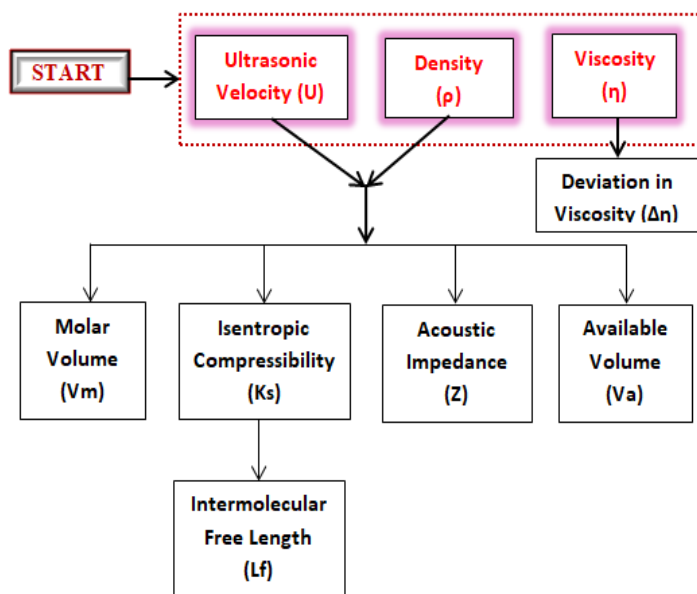 START
Ultrasonic
Velocity (U)
Density
(ρ)
Viscosity
(η)
Deviation in
Viscosity (Δη)
Molar
Volume
(Vm)
Isentropic
Compressibility
(Ks)
Acoustic
Impedance
(Z)
Available
Volume
(Va)
Intermolecular
Free Length
(Lf)